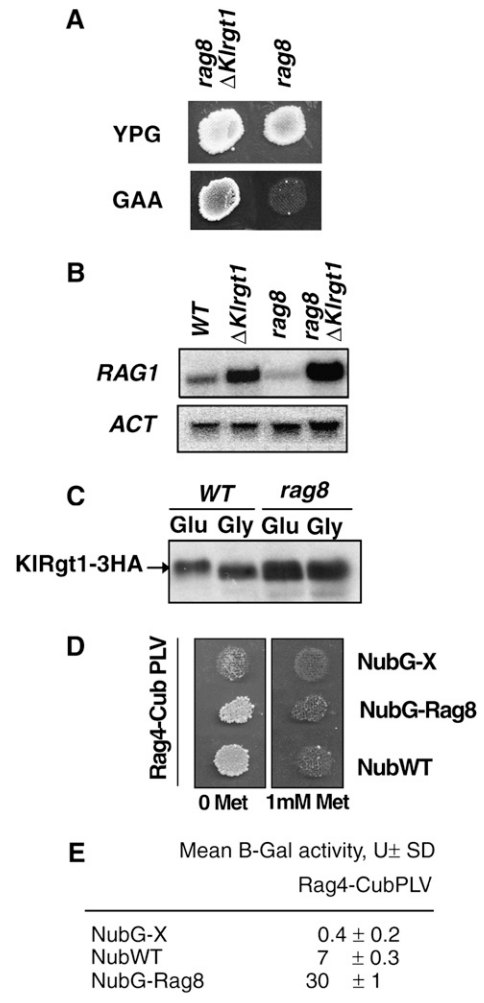 A
rag8
ΔKlrgt1
rag8
YPG
GAA
B
WT
ΔKlrgt1
rag8
rag8
ΔKlrgt1
RAG1
ACT
C
WT rag8
Glu Gly Glu Gly
KlRgt1-3HA
D
Rag4-Cub PLV
NubG-X
NubG-Rag8
NubWT
0 Met 1mM Met
E
Mean B-Gal activity, U± SD
Rag4-CubPLV
NubG-X 0.4 ± 0.2
NubWT 7 ± 0.3
NubG-Rag8 30 ± 1